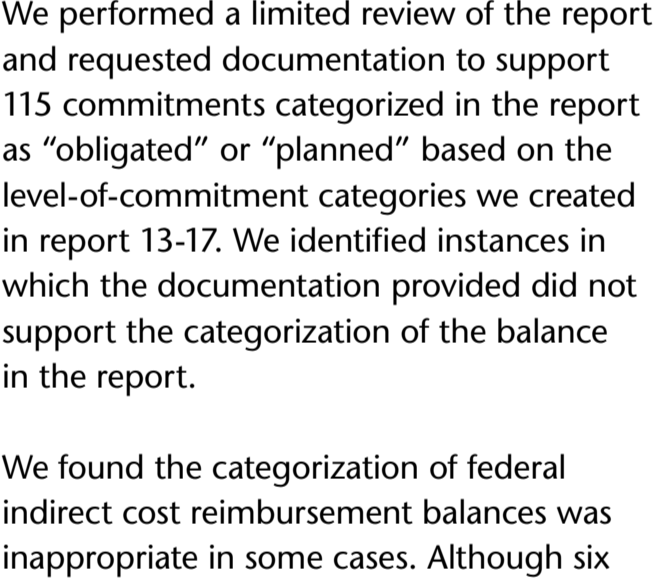 We performed a limited review of the report
and requested documentation to support
115 commitments categorized in the report
as “obligated” or “planned” based on the
level-of-commitment categories we created
in report 13-17. We identified instances in
which the documentation provided did not
support the categorization of the balance
in the report.
We found the categorization of federal
indirect cost reimbursement balances was
inappropriate in some cases. Although six